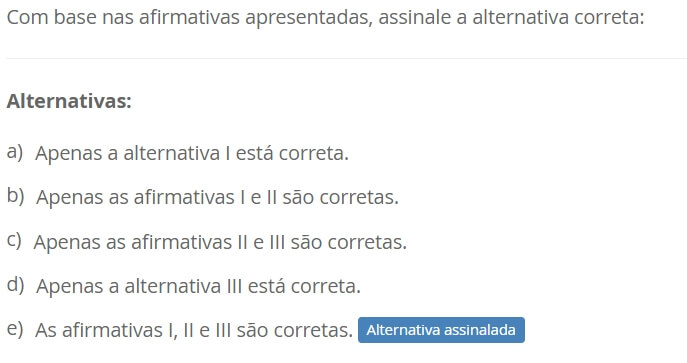 Com base nas afirmativas apresentadas, assinale a alternativa correta:
Alternativas:
a) Apenas a alternativa I está correta.
b) Apenas as afirmativas I e II são corretas.
c) Apenas as afirmativas II e III são corretas.
d) Apenas a alternativa III está correta.
e) As afirmativas I, II e III são corretas. Alternativa assinalada